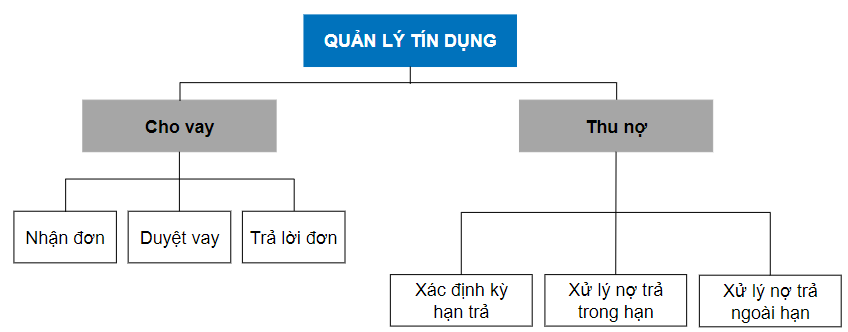 QUẢN LÝ TÍN DỤNG
Cho vay
Thu nợ
Nhận đơn
Duyệt vay
Trả lời đơn
Xác định kỳ
hạn trả
Xử lý nợ trả
trong hạn
Xử lý nợ trả
ngoài hạn